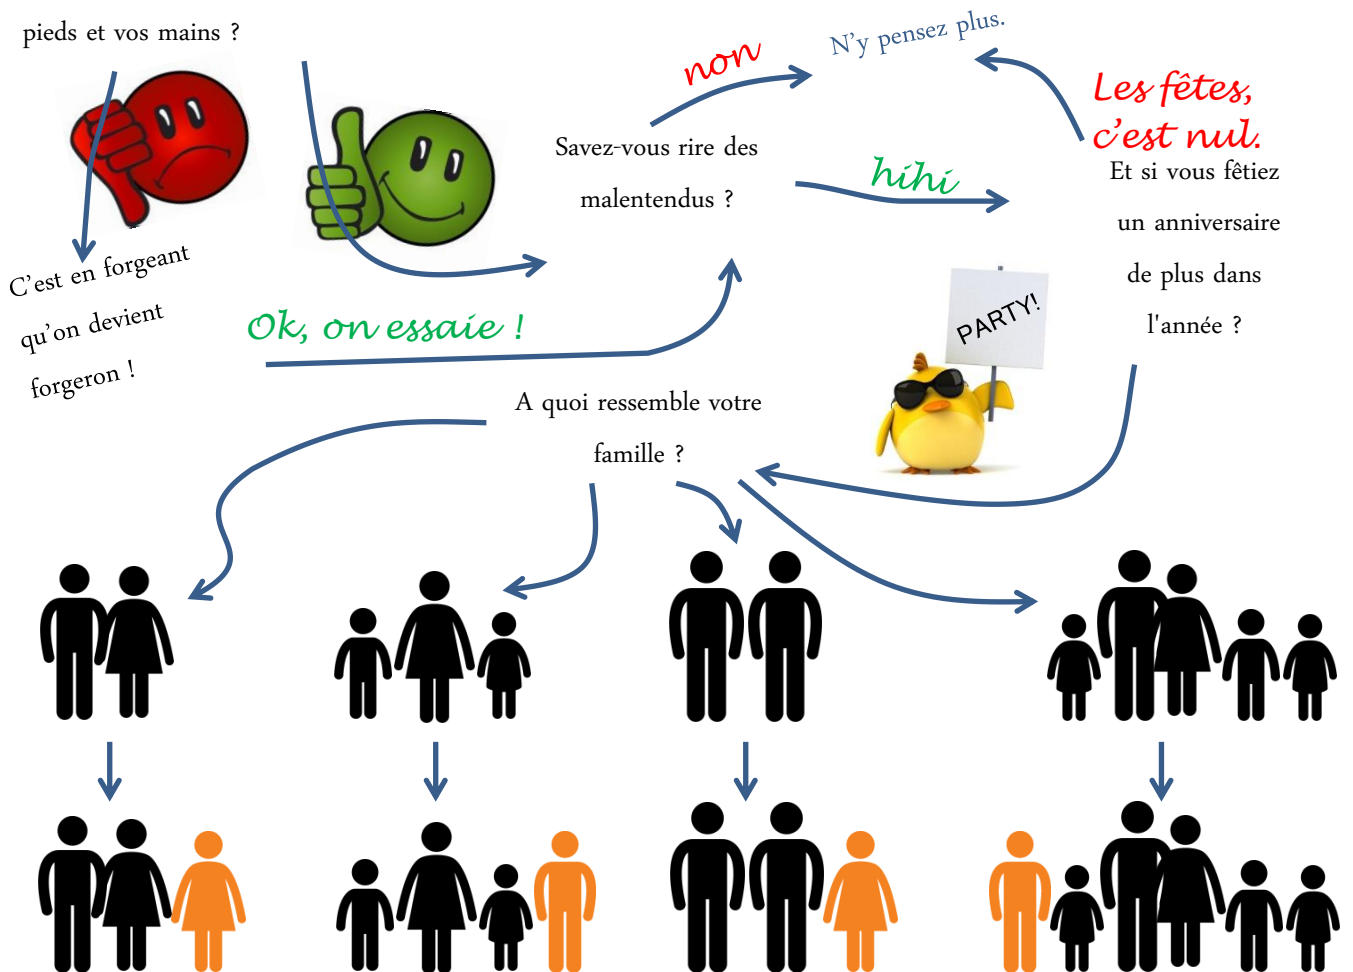 pieds et vos mains ?
non
N'y pensez plus.
Les fêtes,
c'est nul.
Savez-vous rire des
malentendus ?
hihi
Et si vous fêtiez
un anniversaire
de plus dans
l'année ?
C'est en forgeant
qu'on devient
forgeron !
Ok, on essaie !
PARTY!
A quoi ressemble votre
famille ?